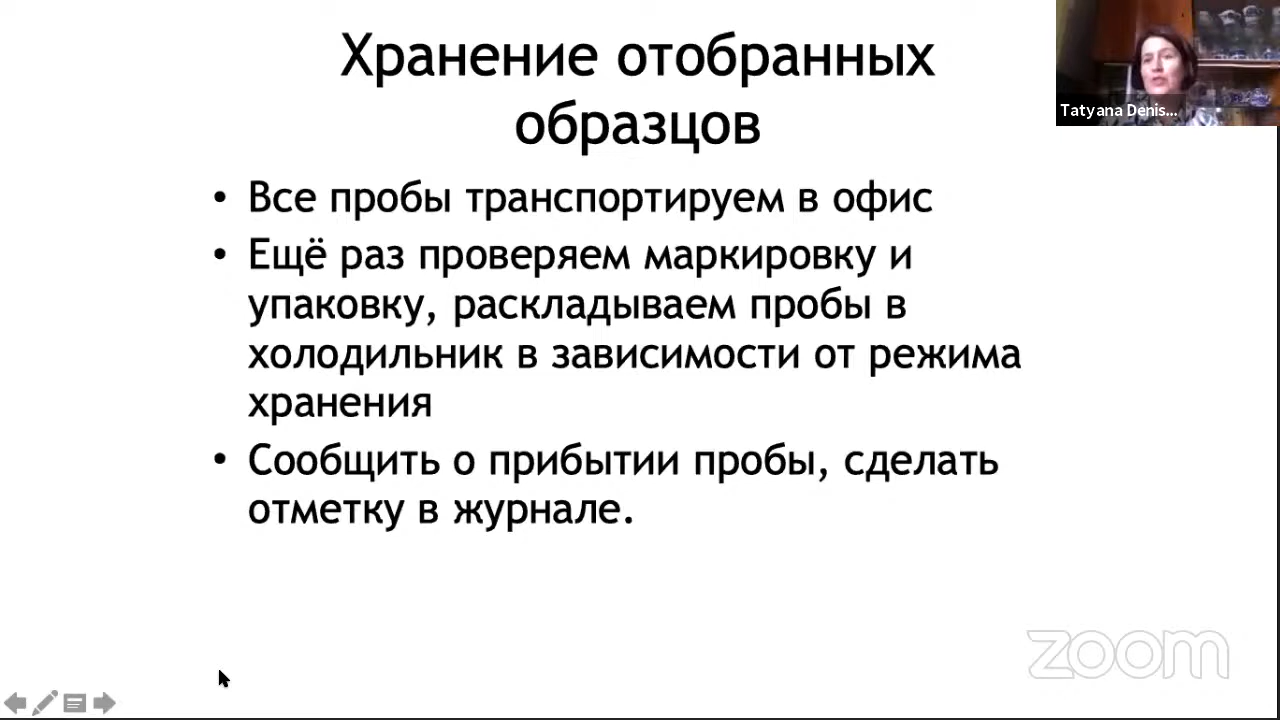 Хранение отобранных
образцов
Tatyana Denis...
• Все пробы транспортируем в офис
• Ещё раз проверяем маркировку и
упаковку, раскладываем пробы в
холодильник в зависимости от режима
хранения
• Сообщить о прибытии пробы, сделать
отметку в журнале.
zoom